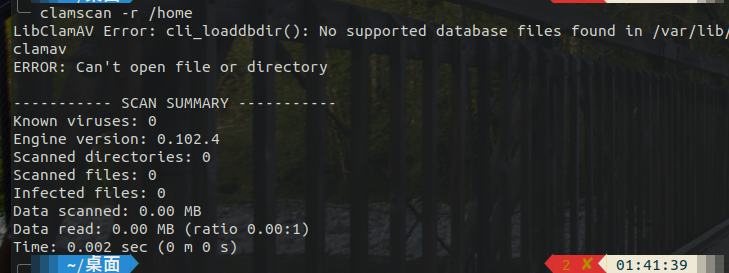 clamscan -r /home
LibClamAV Error: cli_loaddbdir(): No supported database files found in /var/lib/
clamav
ERROR: Can't open file or directory
----------- SCAN SUMMARY -----------
Known viruses: 0
Engine version: 0.102.4
Scanned directories: 0
Scanned files: 0
Infected files: 0
Data scanned: 0.00 MB
Data read: 0.00 MB (ratio 0.00:1)
Time: 0.002 sec (0 m 0 s)
~/桌面 2 ✘ 01:41:39